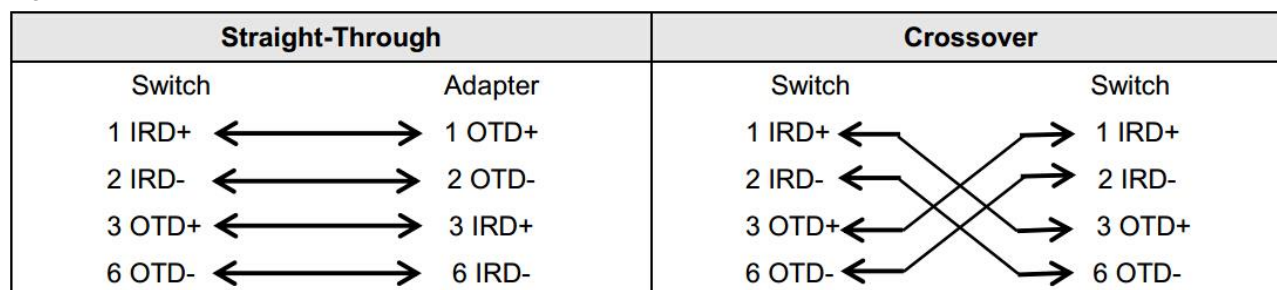 Straight-Through Crossover
Switch Adapter Switch Switch
1 IRD+ 1 OTD+ 1 IRD+ 1 IRD+
2 IRD- 2 OTD- 2 IRD- 2 IRD-
3 OTD+ 3 IRD+ 3 OTD+ 3 OTD+
6 OTD- 6 IRD- 6 OTD- 6 OTD-